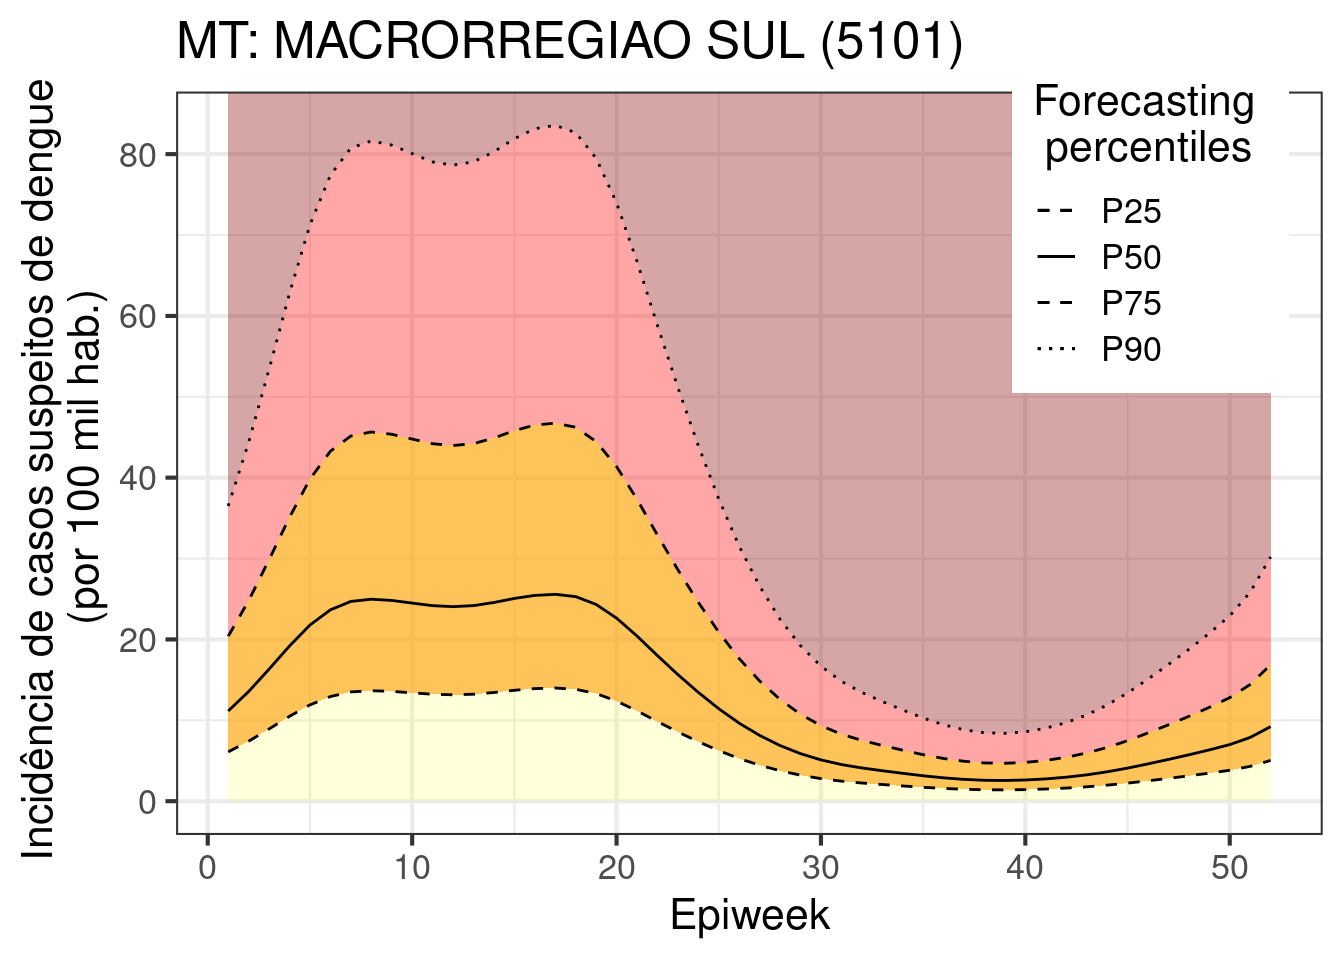 MT: MACRORREGIAO SUL (5101)
Incidência de casos suspeitos de dengue
(por 100 mil hab.)
80
60
40
20
0
Forecasting
percentiles
P25
P50
P75
P90
0 10 20 30 40 50
Epiweek